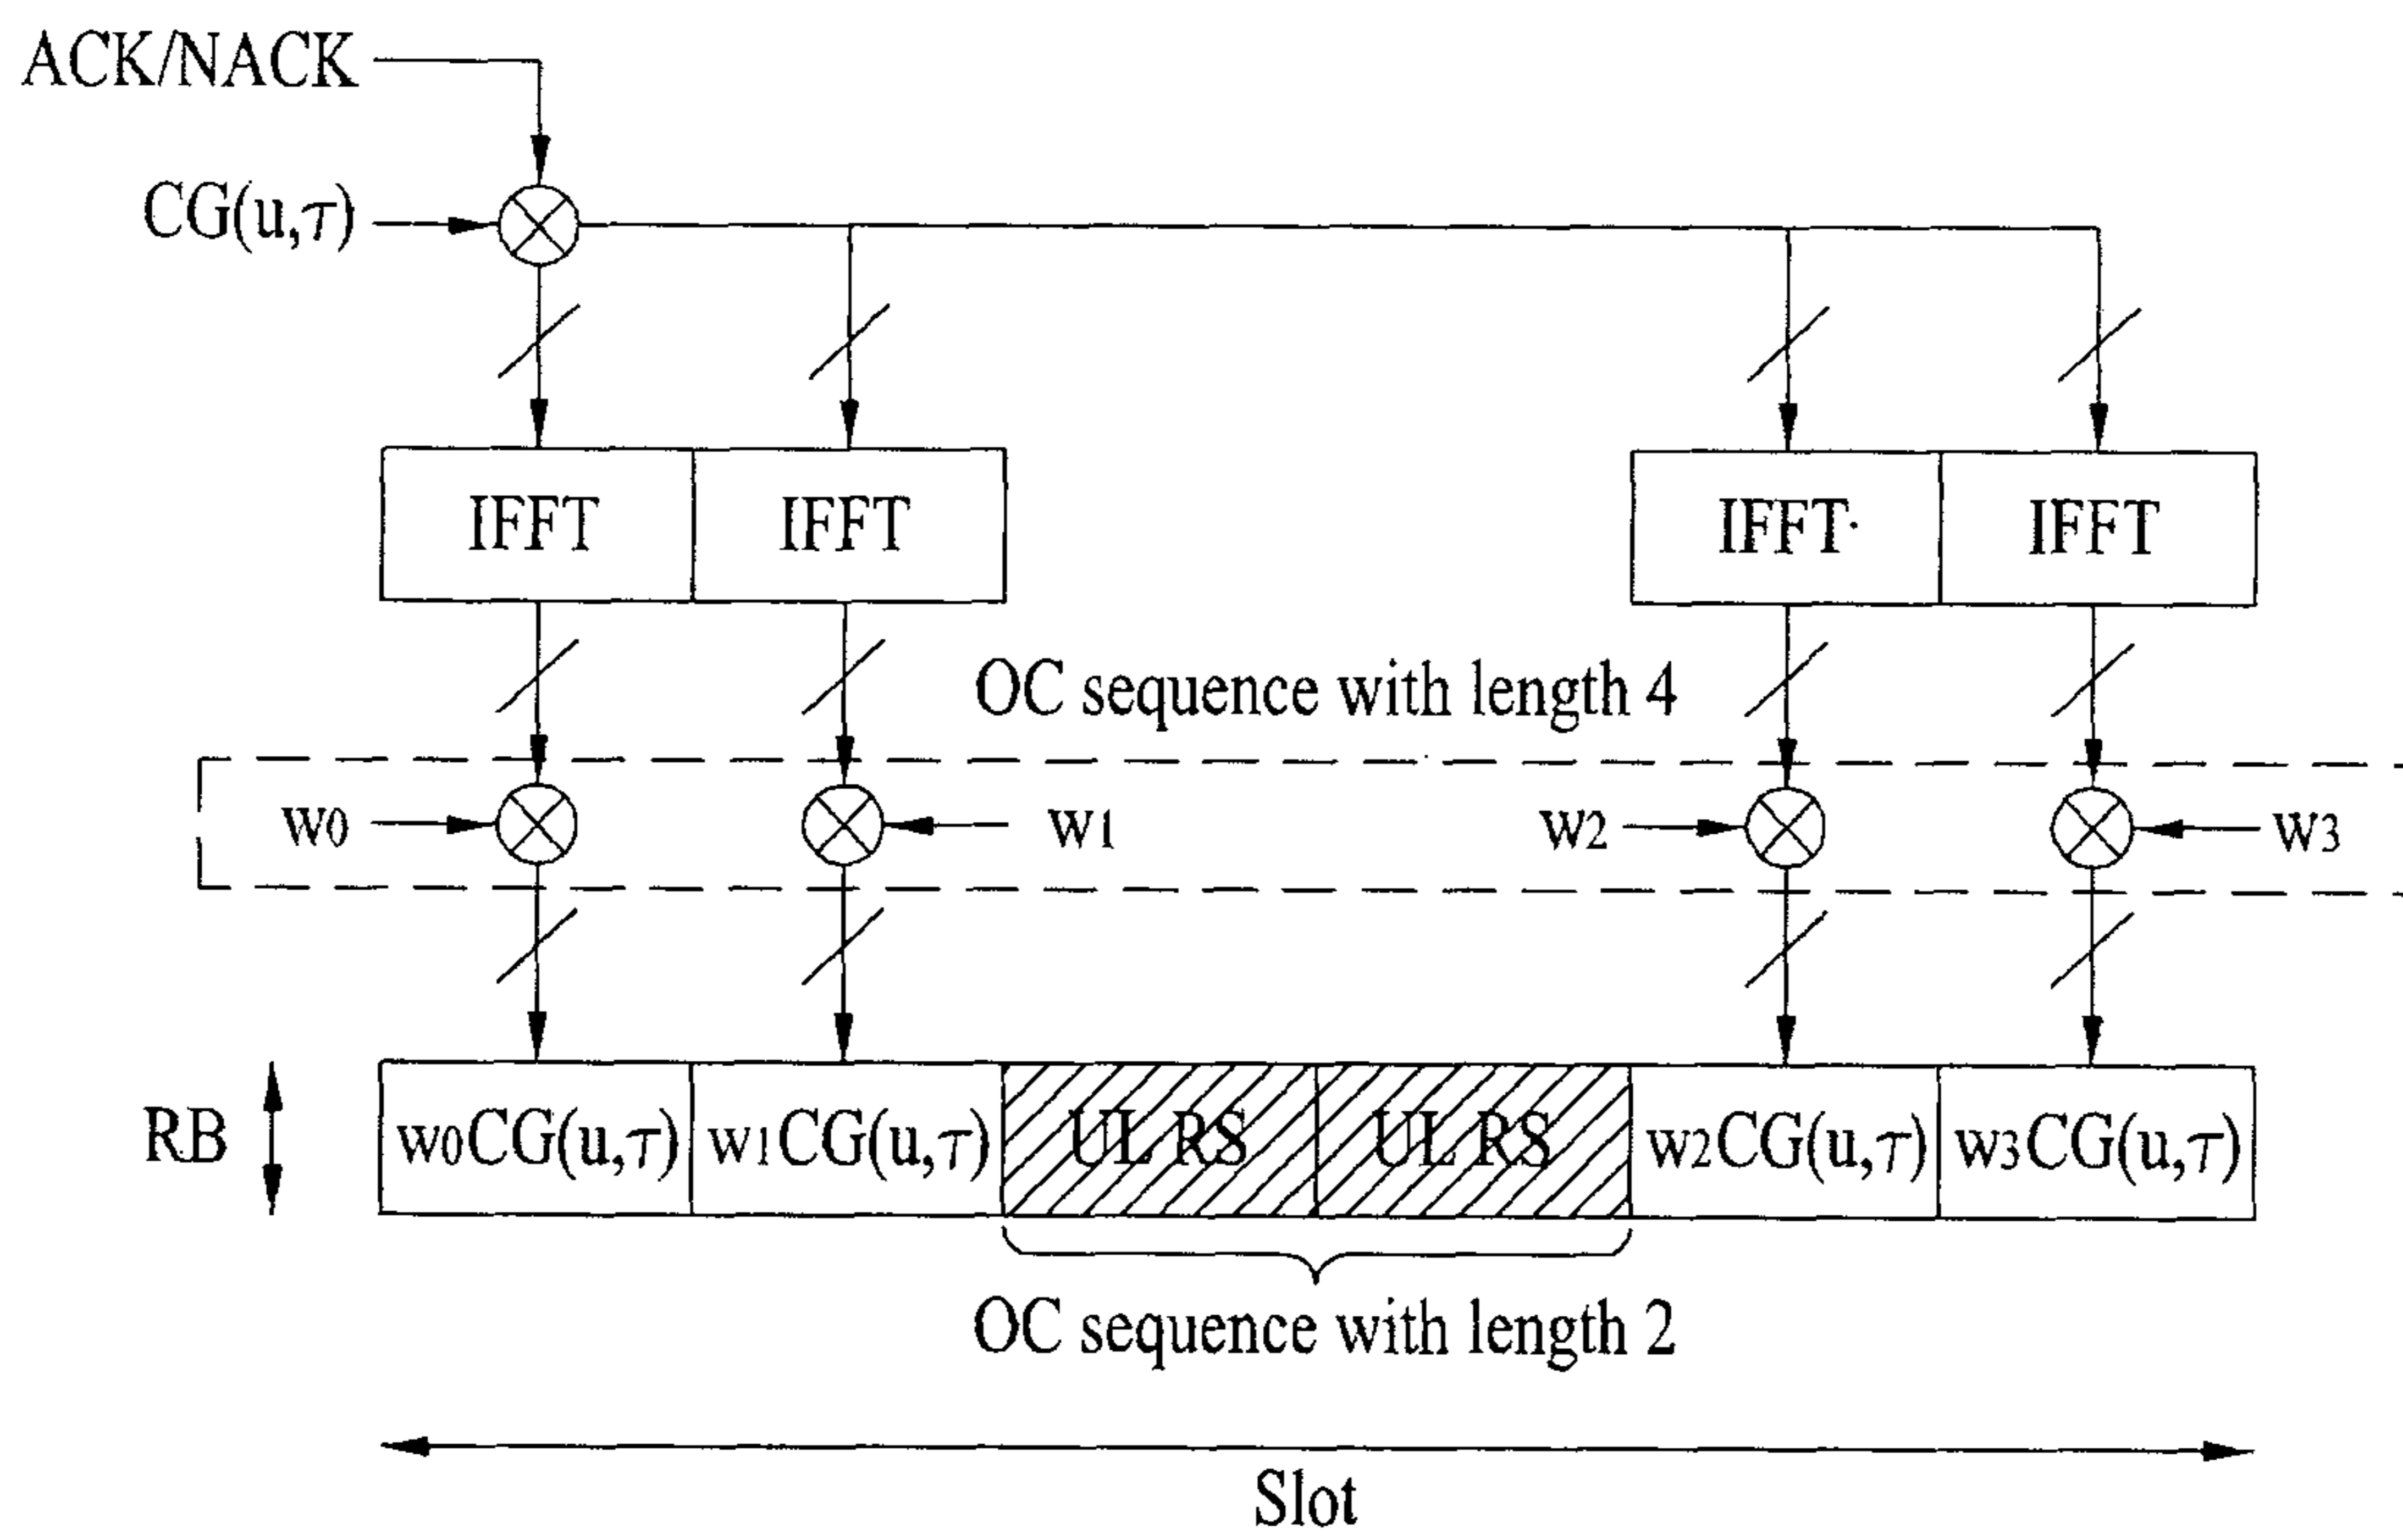 ACK/NACK
CG(u,τ)
IFFT IFFT IFFT IFFT
OC sequence with length 4
w0 w1 w2 w3
RB w0CG(u,τ) w1CG(u,τ) UL RS UL RS w2CG(u,τ) w3CG(u,τ)
OC sequence with length 2
Slot